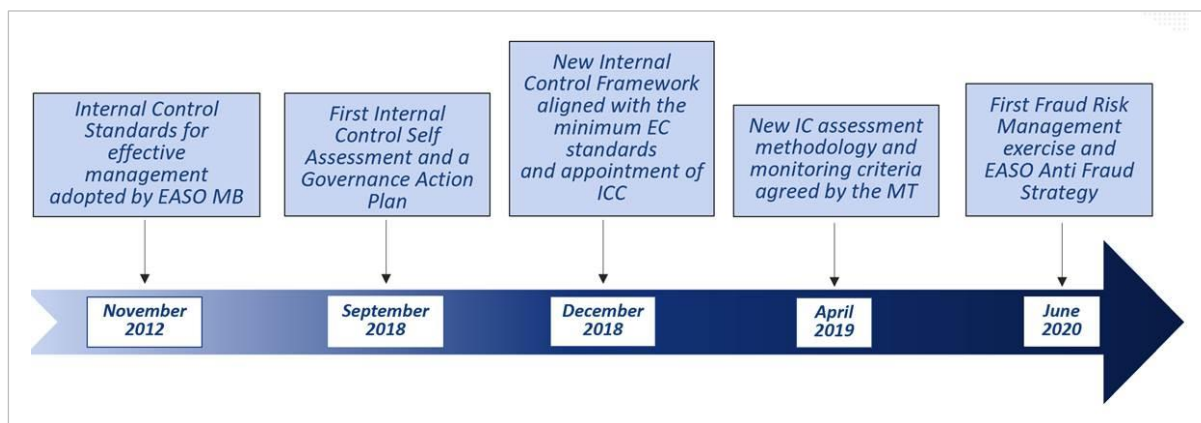 Internal Control
Standards for
effective
management
adopted by EASO MB
First Internal
Control Self
Assessment and a
Governance Action
Plan
New Internal
Control Framework
aligned with the
minimum EC
standards
and appointment of
ICC
New IC assessment
methodology and
monitoring criteria
agreed by the MT
First Fraud Risk
Management
exercise and
EASO Anti Fraud
Strategy
November
2012
September
2018
December
2018
April
2019
June
2020